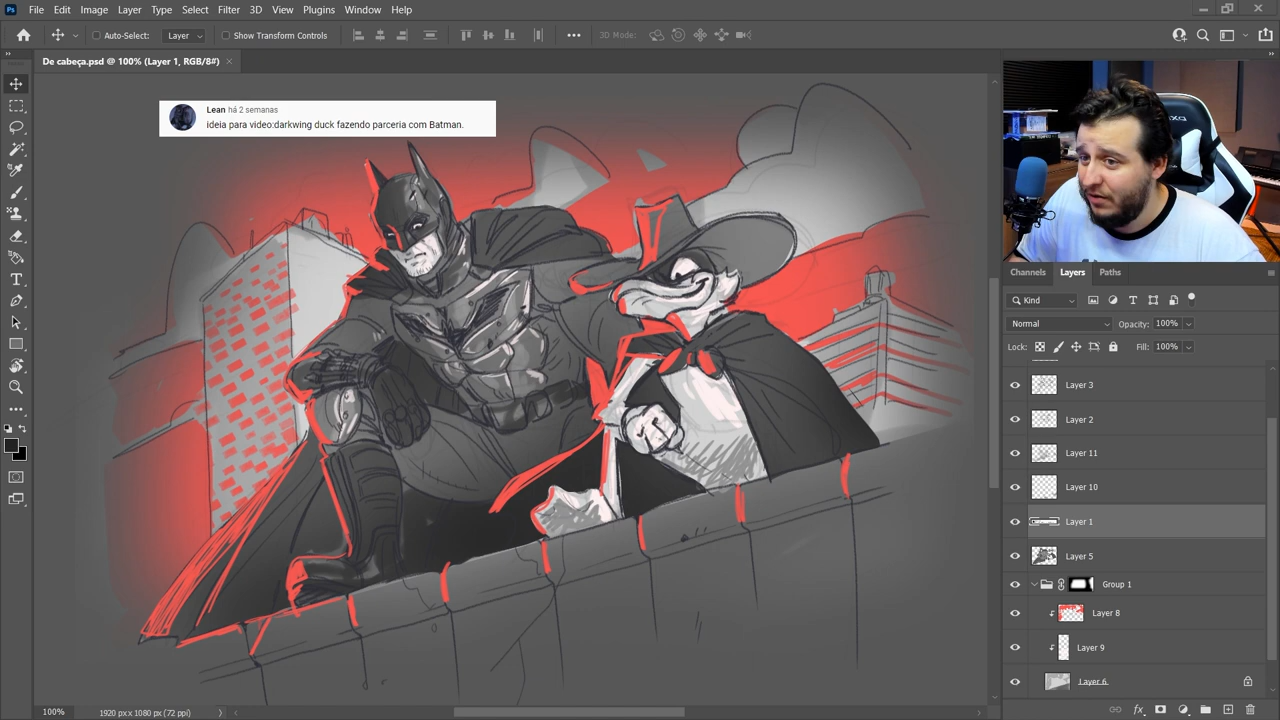 Ps File Edit Image Layer Type Select Filter 3D View Plugins Window Help
Auto-Select: Layer Show Transform Controls 3D Mode:
De cabeça.psd @ 100% (Layer 1, RGB/8#)
Lean há 2 semanas
ideia para video:darkwing duck fazendo parceria com Batman.
Channels Layers Paths
Kind
Normal Opacity: 100%
Lock: Fill: 100%
Layer 3
Layer 2
Layer 11
Layer 10
Layer 1
Layer 5
Group 1
Layer 8
Layer 9
Layer 6
100% 1920 px x 1080 px (72 ppi)